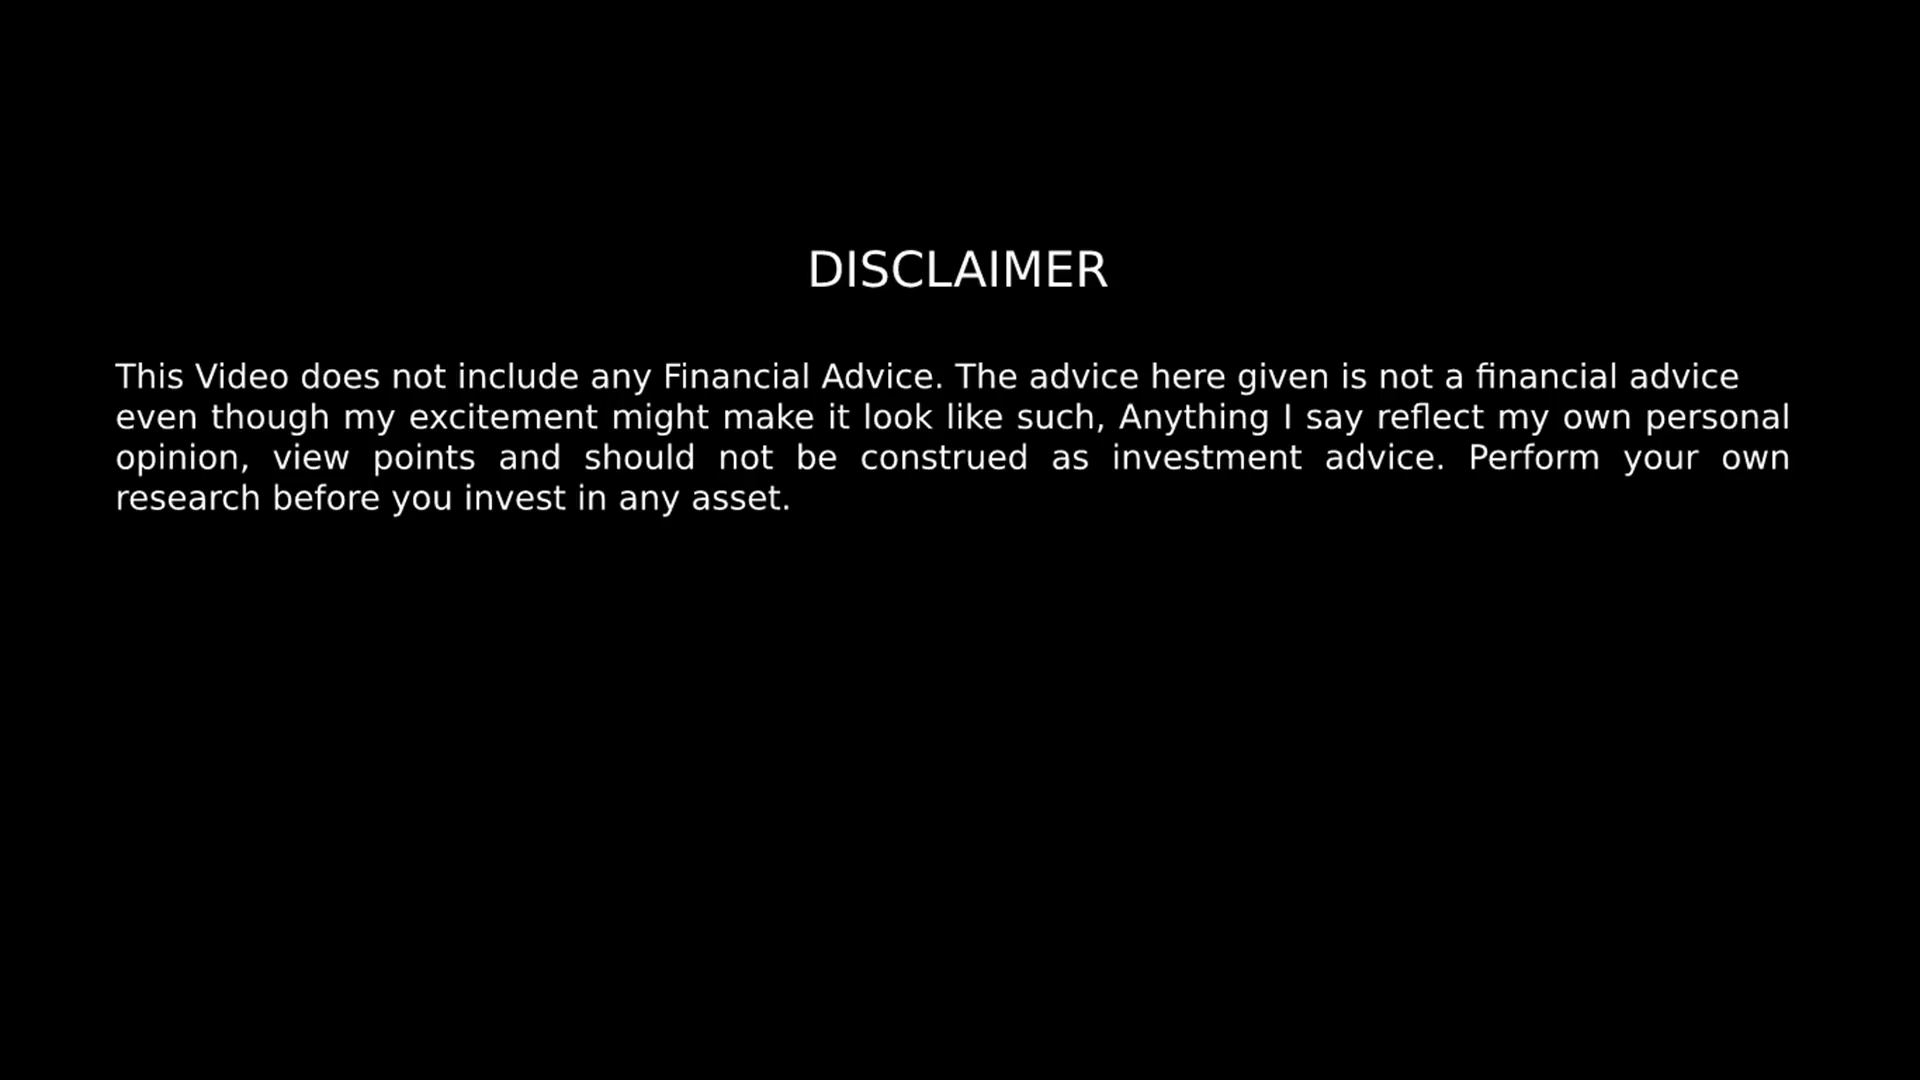 DISCLAIMER
This Video does not include any Financial Advice. The advice here given is not a financial advice
even though my excitement might make it look like such, Anything I say reflect my own personal
opinion, view points and should not be construed as investment advice. Perform your own
research before you invest in any asset.